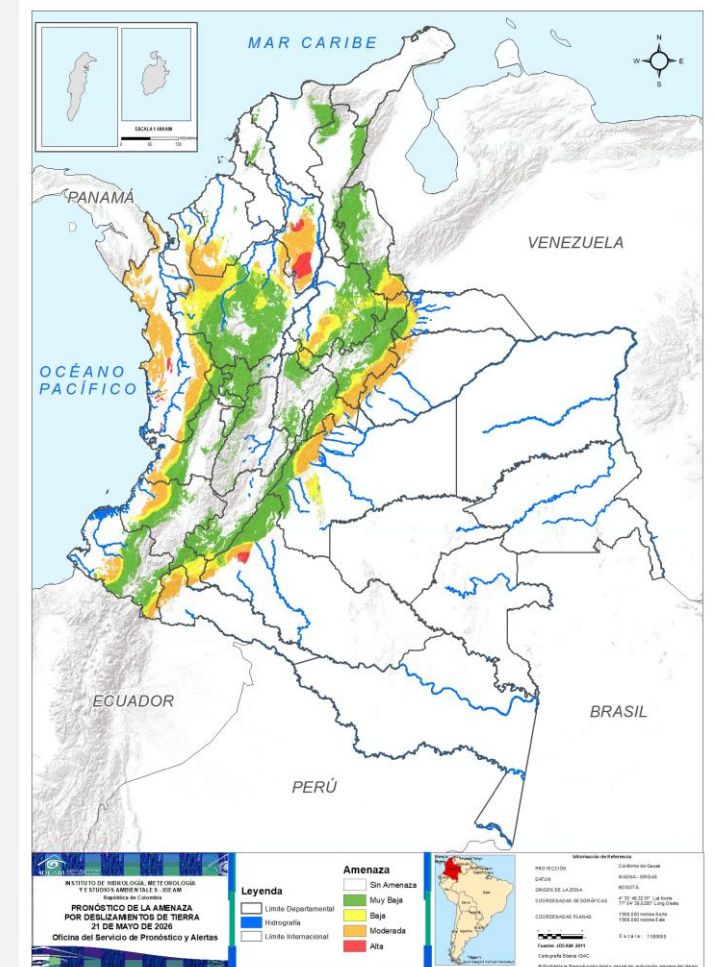 MAR CARIBE
N
W
E
S
ESCALA 1:600.000
PANAMÁ
VENEZUELA
OCÉANO
PACÍFICO
ECUADOR
BRASIL
PERÚ
IDEAM
INSTITUTO DE HIDROLOGÍA, METEOROLOGÍA
Y ESTUDIOS AMBIENTALES - IDEAM
República de Colombia
PRONÓSTICO DE LA AMENAZA
POR DESLIZAMIENTOS DE TIERRA
21 DE MAYO DE 2026
Oficina del Servicio de Pronóstico y Alertas
Leyenda
Límite Departamental
Hidrografía
Límite Internacional
Amenaza
Sin Amenaza
Muy Baja
Baja
Moderada
Alta
Información de Referencia
PROYECCIÓN Conforme de Gauss
DATUM MAGNA - SIRGAS
ORIGEN DE LA ZONA BOGOTÁ
COORDENADAS GEOGRÁFICAS
COORDENADAS PLANAS
Escala:
Fuente: IDEAM 2011
Cartografía Básica IGAC